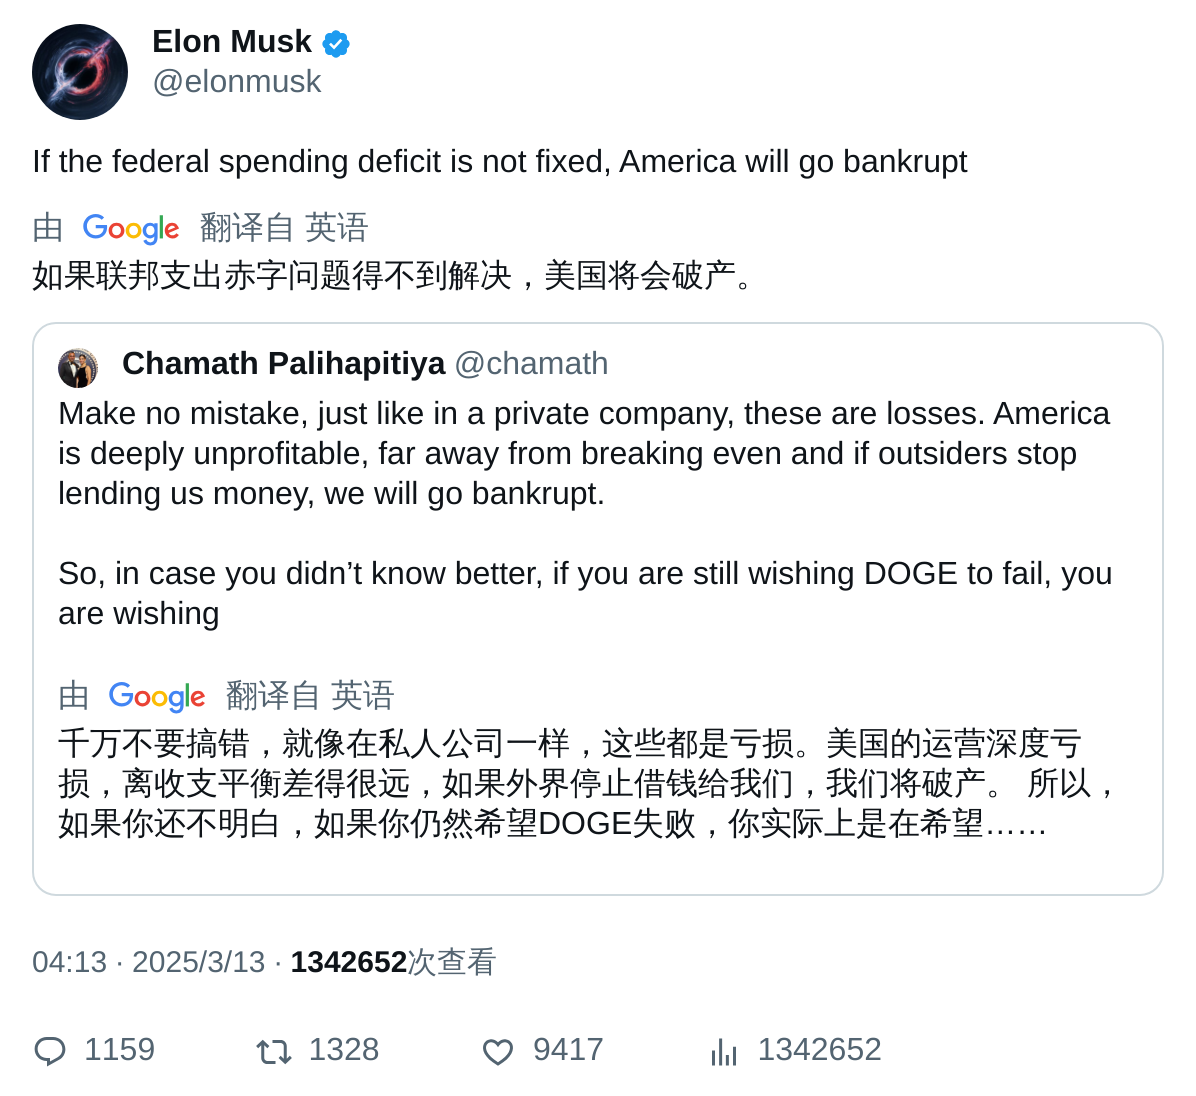 Elon Musk
@elonmusk
If the federal spending deficit is not fixed, America will go bankrupt
由 Google 翻译自 英语
如果联邦支出赤字问题得不到解决，美国将会破产。
Chamath Palihapitiya @chamath
Make no mistake, just like in a private company, these are losses. America
is deeply unprofitable, far away from breaking even and if outsiders stop
lending us money, we will go bankrupt.
So, in case you didn’t know better, if you are still wishing DOGE to fail, you
are wishing
由 Google 翻译自 英语
千万不要搞错，就像在私人公司一样，这些都是亏损。美国的运营深度亏
损，离收支平衡差得很远，如果外界停止借钱给我们，我们将破产。 所以，
如果你还不明白，如果你仍然希望DOGE失败，你实际上是在希望……
04:13 · 2025/3/13 · 1342652次查看
1159 1328 9417 1342652